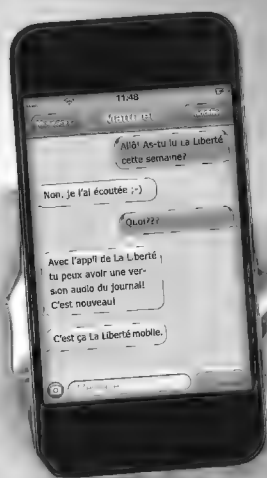 11:48
Allô! As-tu lu La Liberté
cette semaine?
Non, je l'ai écoutée ;-)
Quoi???
Avec l'appli de La Liberté
tu peux avoir une ver-
sion audio du journal!
C'est nouveau!
C'est ça La Liberté mobile.